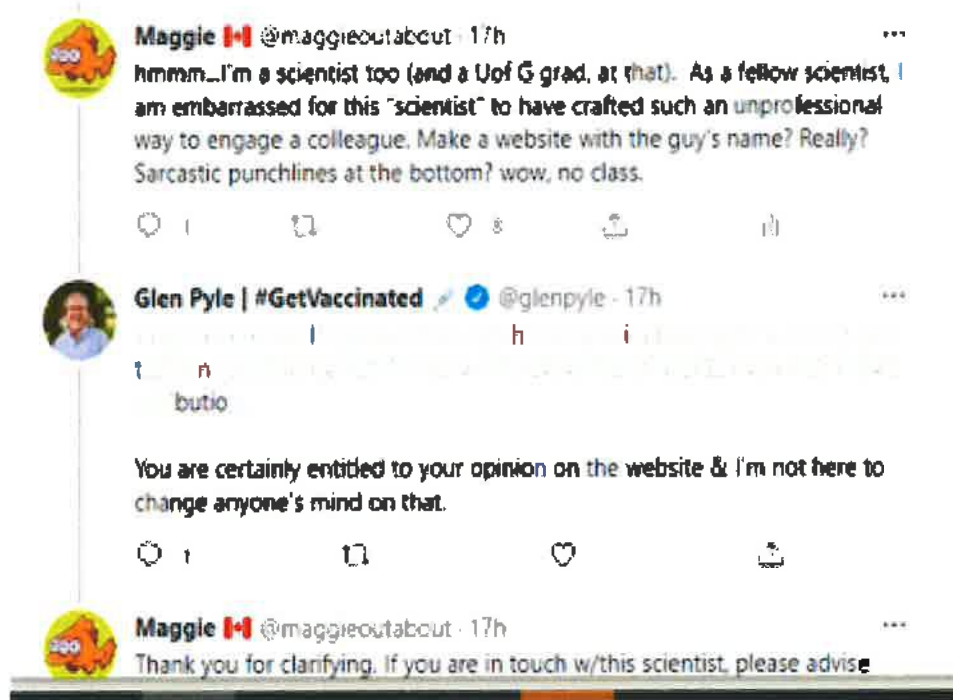 Maggie @maggieoutabout · 17h
hmmm...I'm a scientist too (and a Uof G grad, at that). As a fellow scientist, I
am embarrassed for this "scientist" to have crafted such an unprofessional
way to engage a colleague. Make a website with the guy's name? Really?
Sarcastic punchlines at the bottom? wow, no class.
1 8
Glen Pyle | #GetVaccinated @glenpyle · 17h
You are certainly entitled to your opinion on the website & I'm not here to
change anyone's mind on that.
1
Maggie @maggieoutabout · 17h
Thank you for clarifying. If you are in touch w/this scientist, please advise